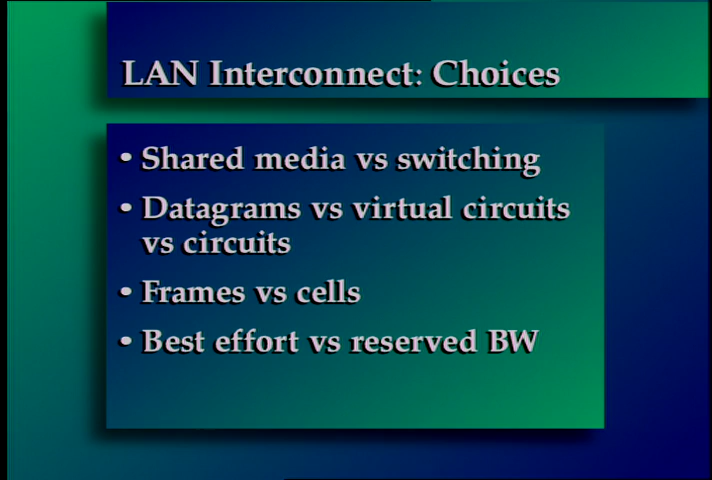 LAN Interconnect: Choices
• Shared media vs switching
• Datagrams vs virtual circuits
vs circuits
• Frames vs cells
• Best effort vs reserved BW